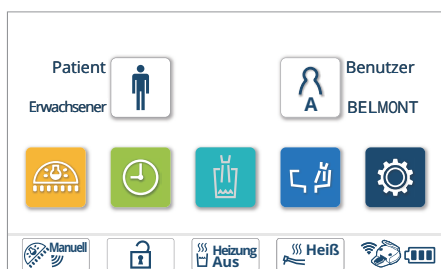 Patient
Erwachsener
A
Benutzer
BELMONT
Manuell
Heizung
Aus
Heiß